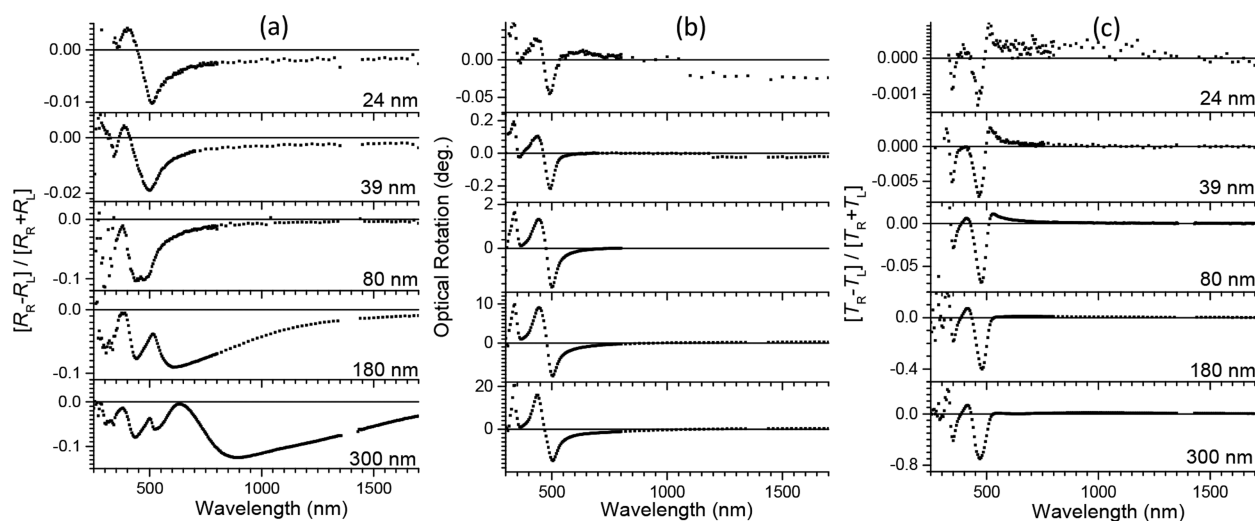 (a)
0.00
-0.01
24 nm
0.00
-0.02
39 nm
0.0
-0.1
80 nm
0.0
-0.1
180 nm
0.0
-0.1
300 nm
500
1000
1500
Wavelength (nm)
[R_R-R_L] / [R_R+R_L]
(b)
0.00
-0.05
0.2
0.0
-0.2
2
0
10
0
20
0
500
1000
1500
Wavelength (nm)
Optical Rotation (deg.)
(c)
0.000
-0.001
24 nm
0.000
-0.005
39 nm
0.00
-0.05
80 nm
0.0
-0.4
180 nm
0.0
-0.8
300 nm
500
1000
1500
Wavelength (nm)
[T_R-T_L] / [T_R+T_L]